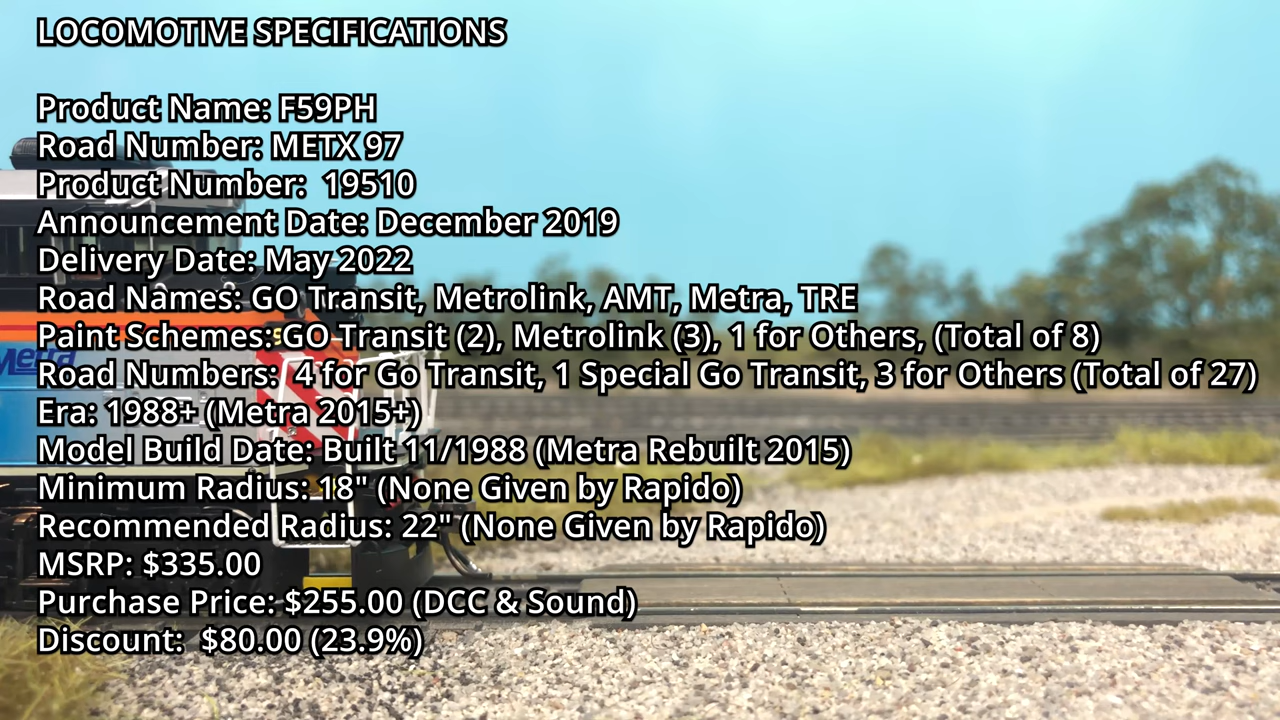 LOCOMOTIVE SPECIFICATIONS
Product Name: F59PH
Road Number: METX 97
Product Number:  19510
Announcement Date: December 2019
Delivery Date: May 2022
Road Names: GO Transit, Metrolink, AMT, Metra, TRE
Paint Schemes: GO Transit (2), Metrolink (3), 1 for Others, (Total of 8)
Road Numbers:  4 for Go Transit, 1 Special Go Transit, 3 for Others (Total of 27)
Era: 1988+ (Metra 2015+)
Model Build Date: Built 11/1988 (Metra Rebuilt 2015)
Minimum Radius: 18" (None Given by Rapido)
Recommended Radius: 22" (None Given by Rapido)
MSRP: $335.00
Purchase Price: $255.00 (DCC & Sound)
Discount:  $80.00 (23.9%)
Metra